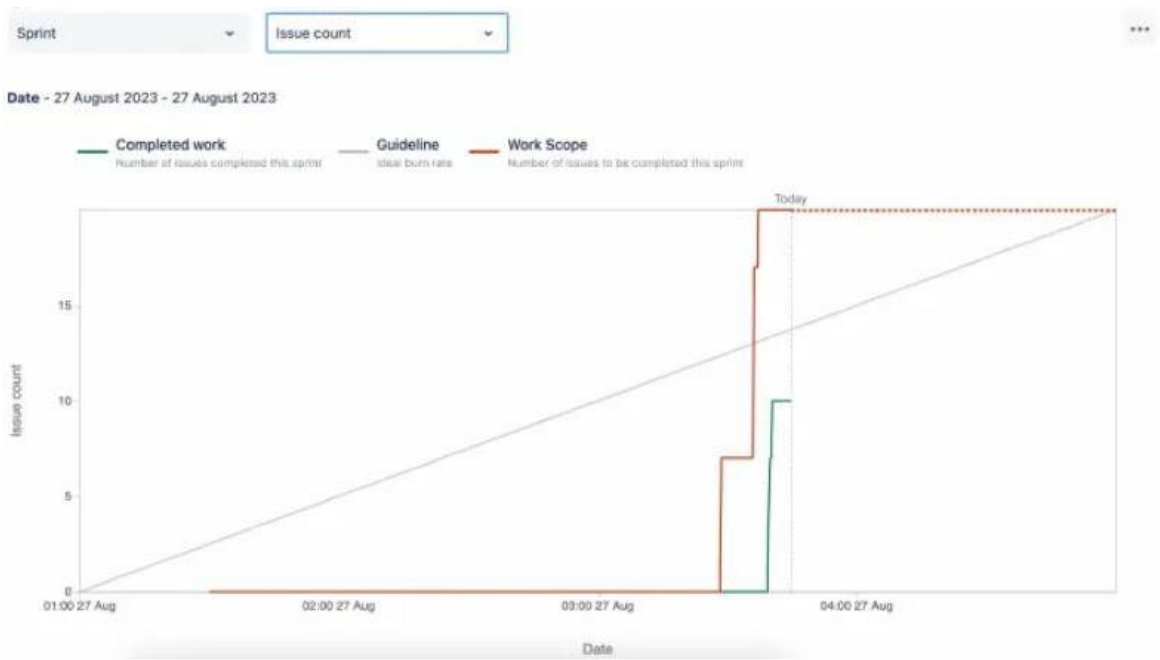 Sprint
Issue count
Date - 27 August 2023 - 27 August 2023
Completed work
Number of issues completed this sprint
Guideline
Ideal burn rate
Work Scope
Number of issues to be completed this sprint
Today
15
10
5
0
Issue count
01:00 27 Aug
02:00 27 Aug
03:00 27 Aug
04:00 27 Aug
Date